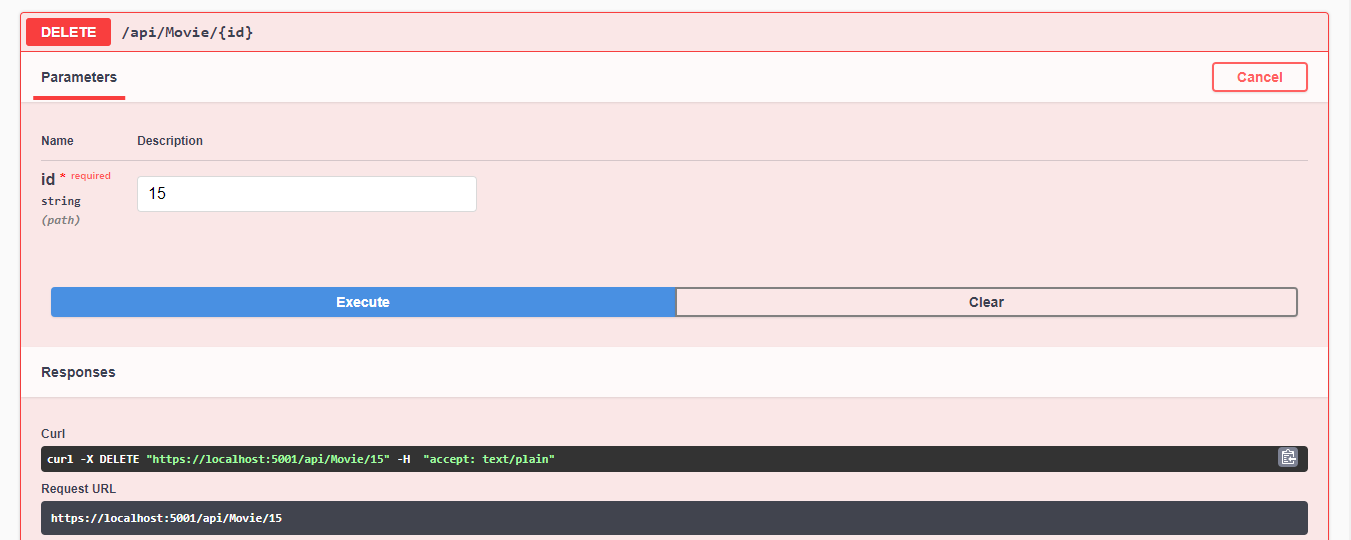 DELETE /api/Movie/{id}
Parameters Cancel
Name Description
id * required
string
(path)
15
Execute Clear
Responses
Curl
curl -X DELETE "https://localhost:5001/api/Movie/15" -H  "accept: text/plain"
Request URL
https://localhost:5001/api/Movie/15